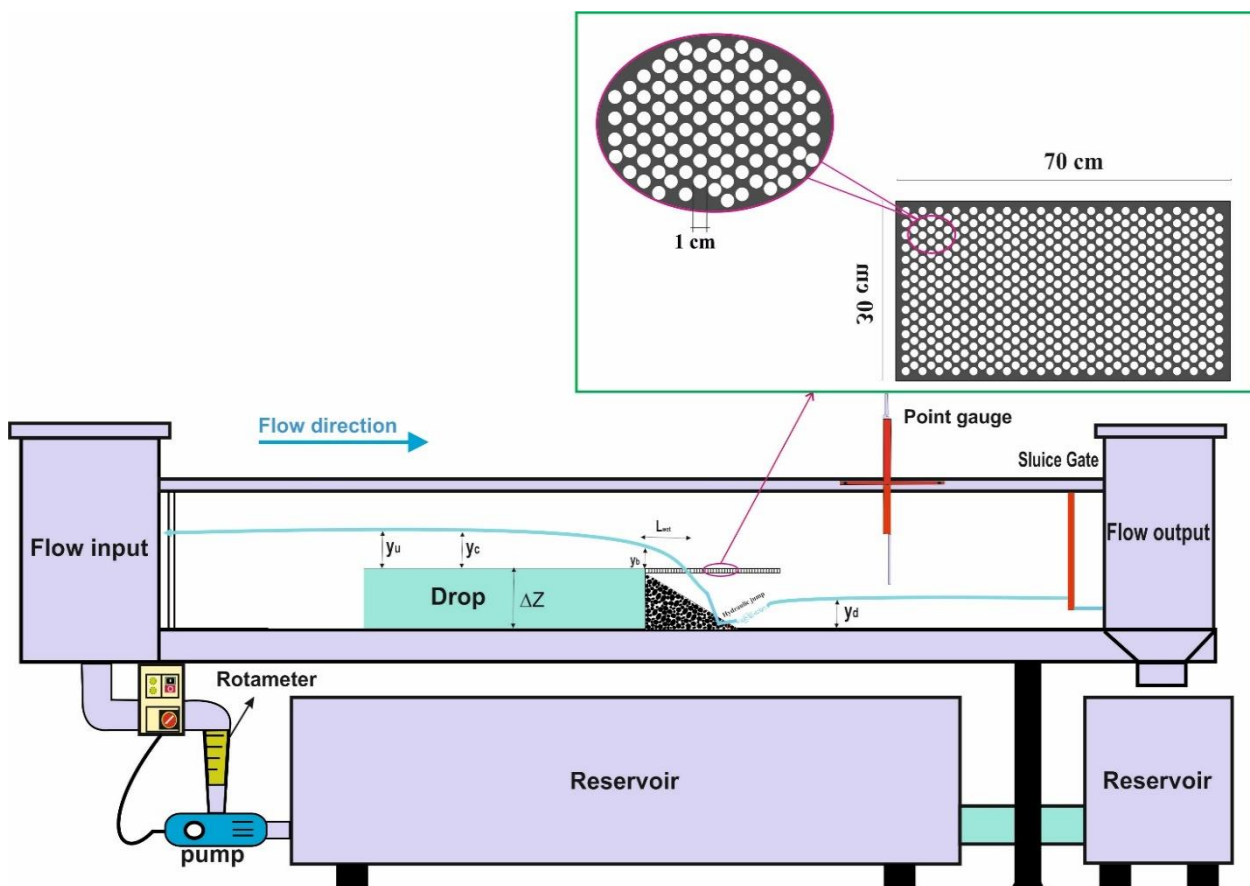 70 cm
1 cm
30 cm
Point gauge
Flow direction
Sluice Gate
Flow input
Flow output
yu
yc
Lwet
yb
Drop
ΔZ
Hydraulic jump
yd
Rotameter
Reservoir
Reservoir
pump